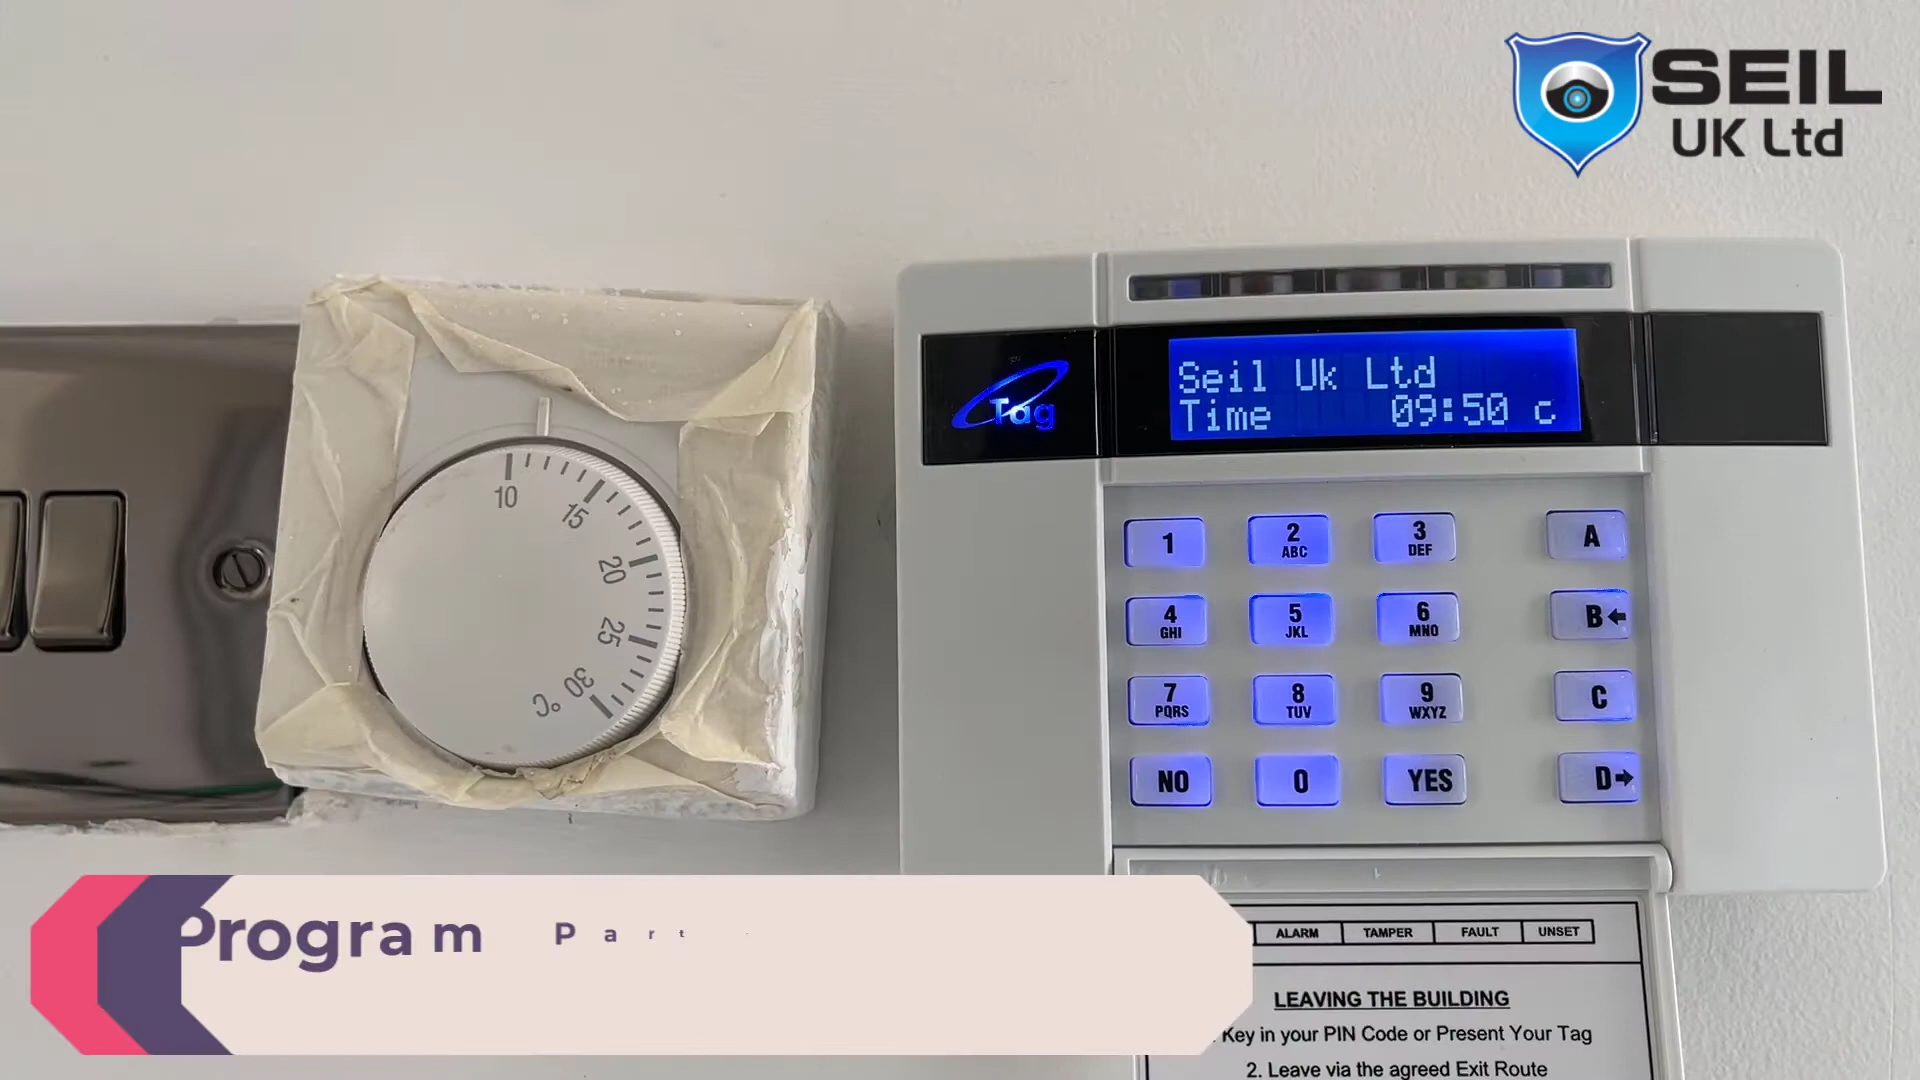 SEIL
UK Ltd
Seil Uk Ltd
Time 09:50 c
Tag
10
15
20
25
30
°C
1
2
ABC
3
DEF
A
4
GHI
5
JKL
6
MNO
B←
7
PQRS
8
TUV
9
WXYZ
C
NO
0
YES
D→
Program Part
ALARM TAMPER FAULT UNSET
LEAVING THE BUILDING
Key in your PIN Code or Present Your Tag
2. Leave via the agreed Exit Route